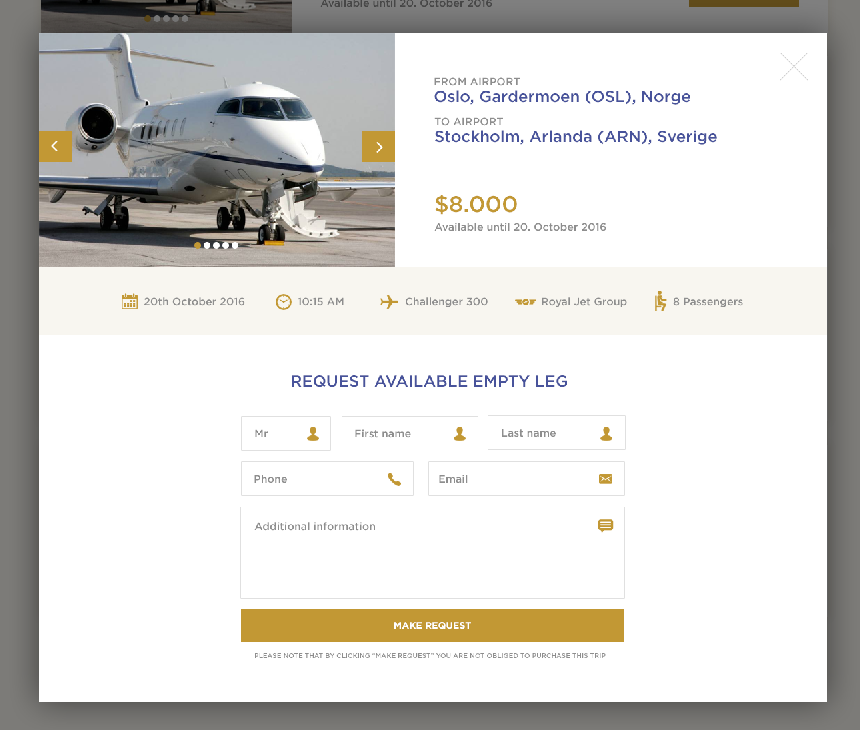 Available until 20. October 2016
FROM AIRPORT
Oslo, Gardermoen (OSL), Norge
TO AIRPORT
Stockholm, Arlanda (ARN), Sverige
$8.000
Available until 20. October 2016
20th October 2016 10:15 AM Challenger 300 Royal Jet Group 8 Passengers
REQUEST AVAILABLE EMPTY LEG
Mr First name Last name
Phone Email
Additional information
MAKE REQUEST
PLEASE NOTE THAT BY CLICKING "MAKE REQUEST" YOU ARE NOT OBLIGED TO PURCHASE THIS TRIP